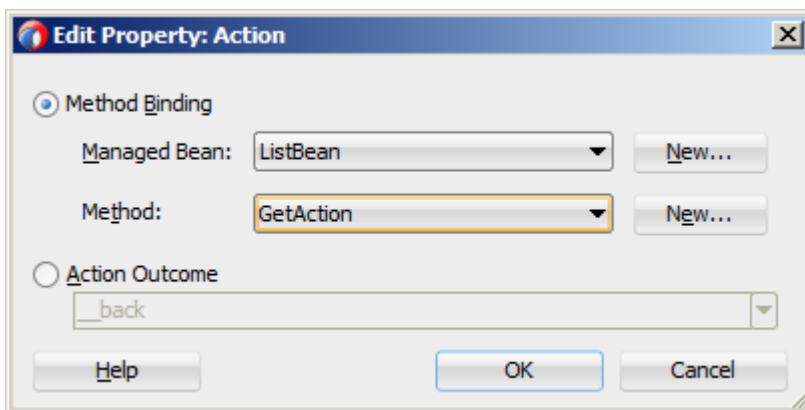 Edit Property: Action
Method Binding
Managed Bean: ListBean New...
Method: GetAction New...
Action Outcome
__back
Help OK Cancel